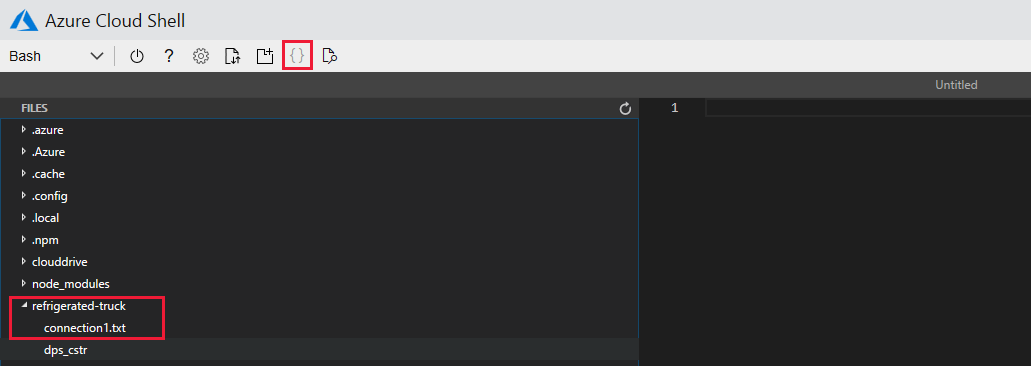 Azure Cloud Shell
Bash
?
{}
Untitled
FILES
1
.azure
.Azure
.cache
.config
.local
.npm
clouddrive
node_modules
refrigerated-truck
connection1.txt
dps_cstr